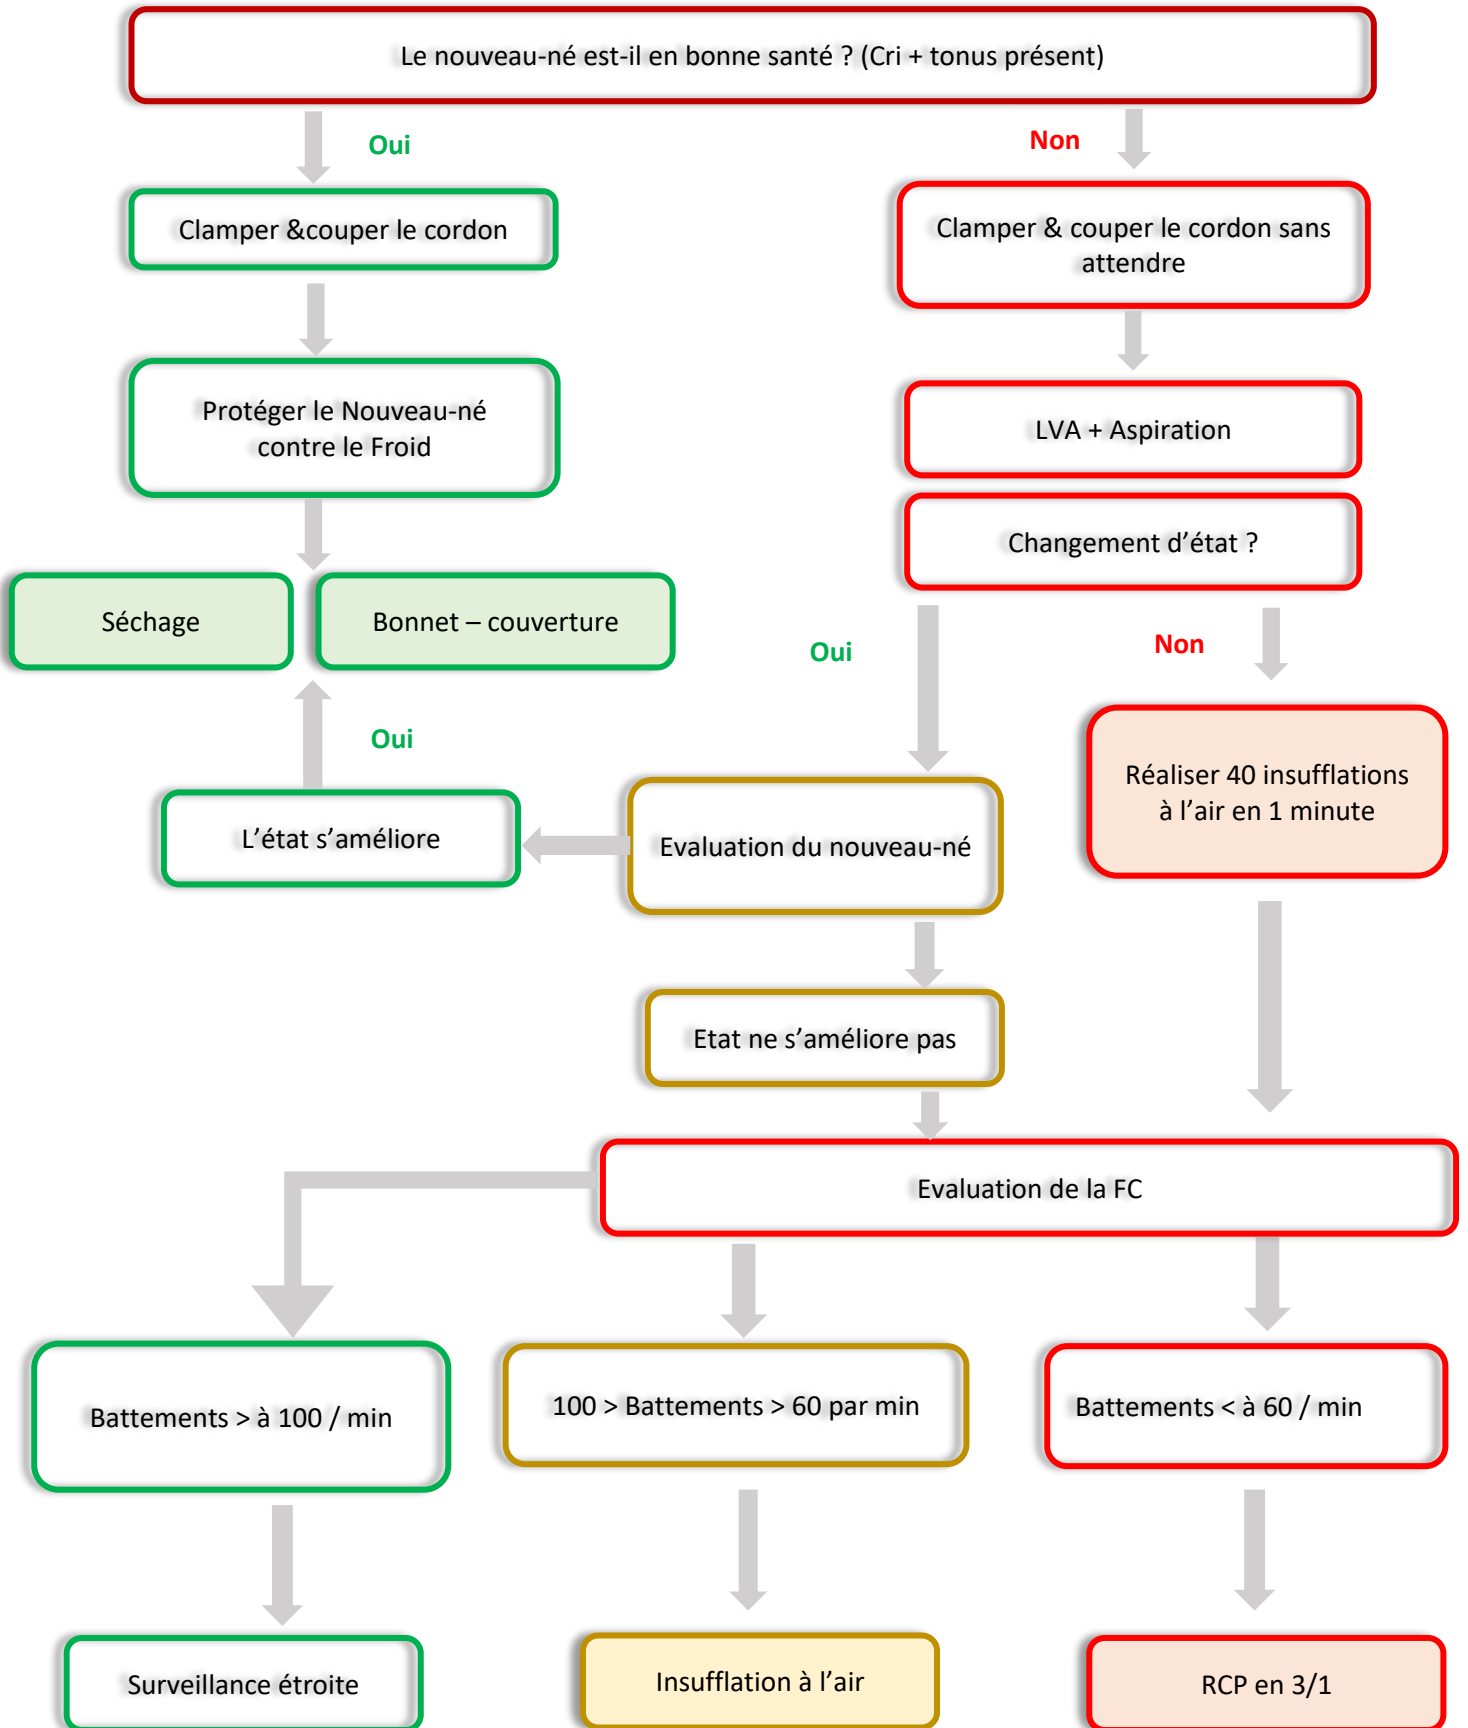 Le nouveau-né est-il en bonne santé ? (Cri + tonus présent)
Oui
Non
Clamper &couper le cordon
Clamper & couper le cordon sans
attendre
Protéger le Nouveau-né
contre le Froid
LVA + Aspiration
Changement d’état ?
Séchage
Bonnet – couverture
Oui
Non
Oui
Réaliser 40 insufflations
à l’air en 1 minute
L’état s’améliore
Evaluation du nouveau-né
Etat ne s’améliore pas
Evaluation de la FC
Battements > à 100 / min
100 > Battements > 60 par min
Battements < à 60 / min
Surveillance étroite
Insufflation à l’air
RCP en 3/1